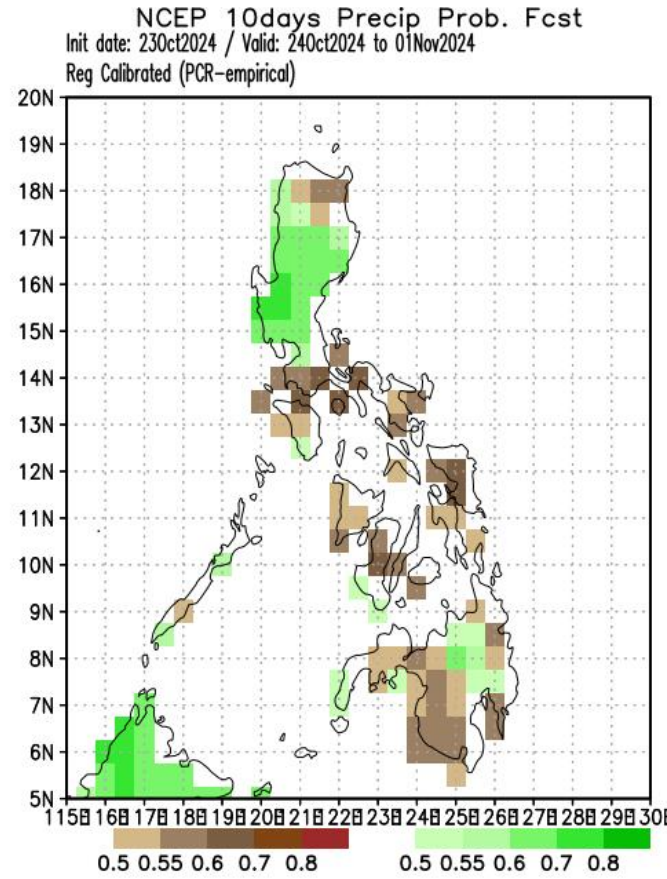 NCEP 10days Precip Prob. Fcst
Init date: 23Oct2024 / Valid: 24Oct2024 to 01Nov2024
Reg Calibrated (PCR-empirical)
20N
19N
18N
17N
16N
15N
14N
13N
12N
11N
10N
9N
8N
7N
6N
5N
115E 116E 117E 118E 119E 120E 121E 122E 123E 124E 125E 126E 127E 128E 129E 130E
0.5 0.55 0.6 0.7 0.8 0.5 0.55 0.6 0.7 0.8